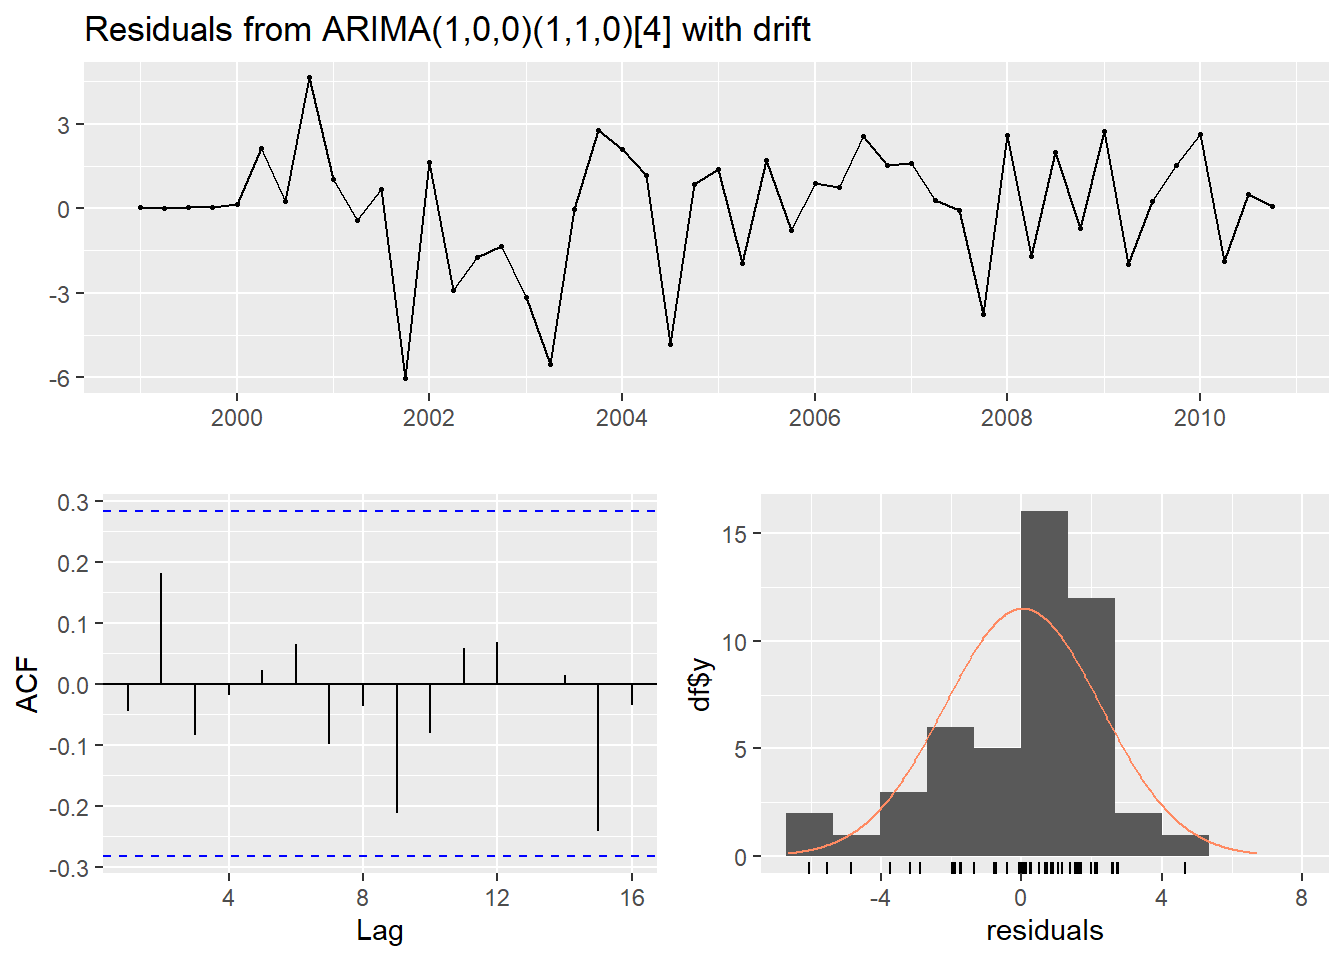 Residuals from ARIMA(1,0,0)(1,1,0)[4] with drift
3
0
-3
-6
2000 2002 2004 2006 2008 2010
0.3
0.2
0.1
0.0
-0.1
-0.2
-0.3
ACF
4 8 12 16
Lag
15
10
5
0
df$y
-4 0 4 8
residuals